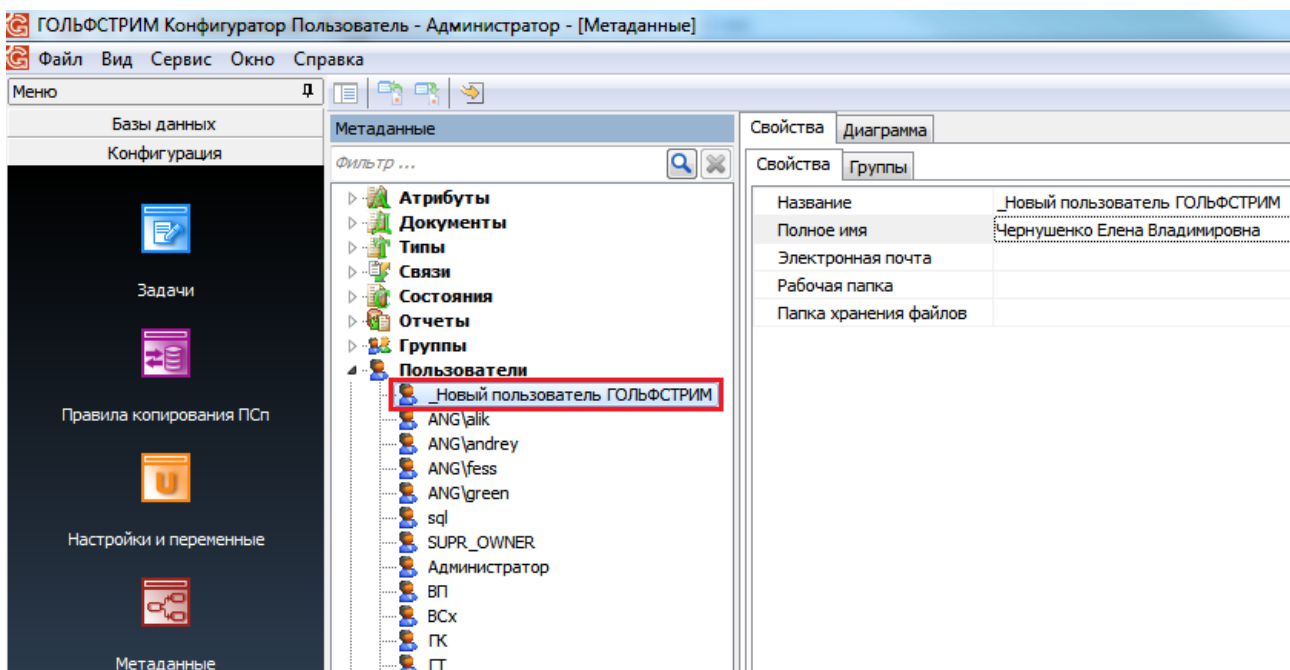 ГОЛЬФСТРИМ Конфигуратор Пользователь - Администратор - [Метаданные]
Файл Вид Сервис Окно Справка
Меню
Базы данных
Конфигурация
Задачи
Правила копирования ПСп
U
Настройки и переменные
Метаданные
Метаданные
Фильтр ...
Атрибуты
Документы
Типы
Связи
Состояния
Отчеты
Группы
Пользователи
_Новый пользователь ГОЛЬФСТРИМ
ANG\alik
ANG\andrey
ANG\fess
ANG\green
sql
SUPR_OWNER
Администратор
ВП
ВСх
ГК
ГТ
Свойства Диаграмма
Свойства Группы
Название _Новый пользователь ГОЛЬФСТРИМ
Полное имя Чернушенко Елена Владимировна
Электронная почта
Рабочая папка
Папка хранения файлов